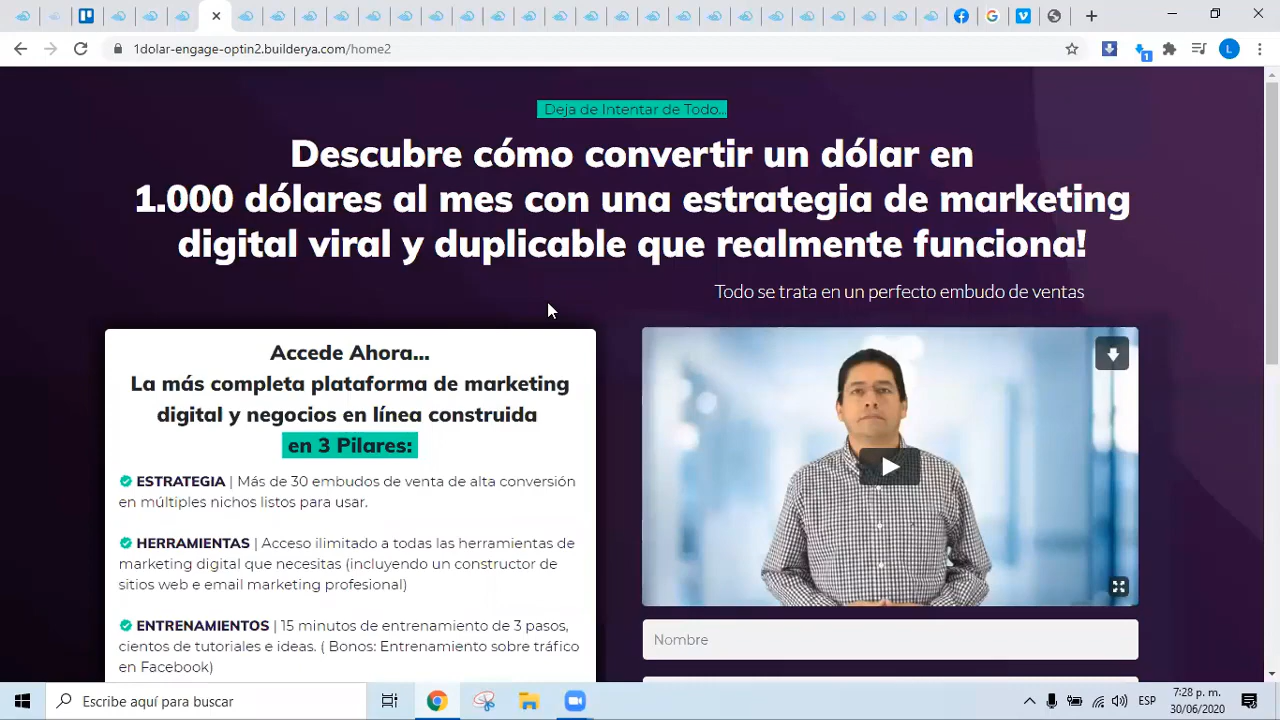 1dolar-engage-optin2.builderya.com/home2
1
L
Deja de Intentar de Todo...
Descubre cómo convertir un dólar en
1.000 dólares al mes con una estrategia de marketing
digital viral y duplicable que realmente funciona!
Todo se trata en un perfecto embudo de ventas
Accede Ahora...
La más completa plataforma de marketing
digital y negocios en línea construida
en 3 Pilares:
ESTRATEGIA | Más de 30 embudos de venta de alta conversión
en múltiples nichos listos para usar.
HERRAMIENTAS | Acceso ilimitado a todas las herramientas de
marketing digital que necesitas (incluyendo un constructor de
sitios web e email marketing profesional)
ENTRENAMIENTOS | 15 minutos de entrenamiento de 3 pasos,
cientos de tutoriales e ideas. ( Bonos: Entrenamiento sobre tráfico
en Facebook)
Nombre
Escribe aquí para buscar
ESP
7:28 p. m.
30/06/2020